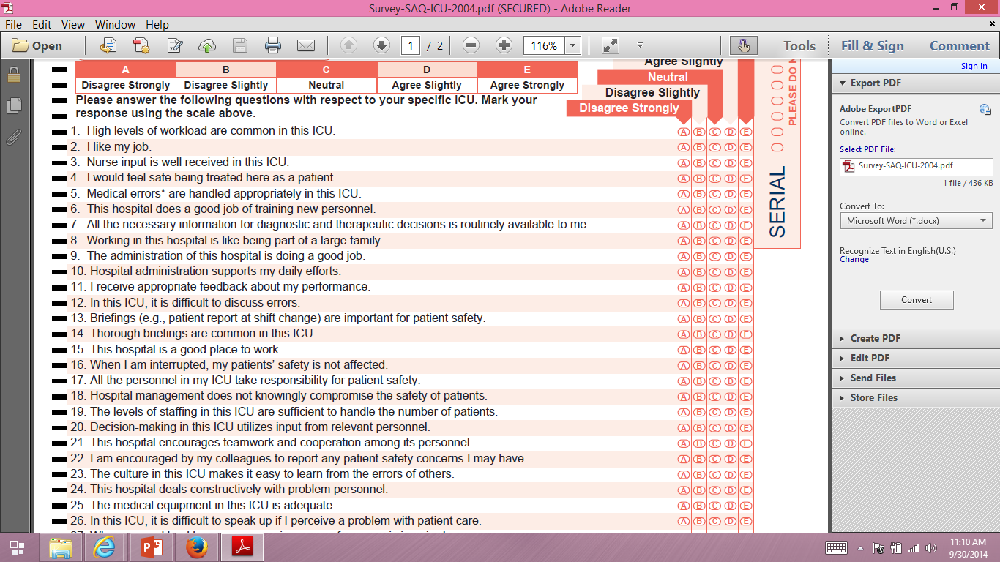 Survey-SAQ-ICU-2004.pdf (SECURED) - Adobe Reader
File Edit View Window Help
Open 1 / 2 116% Tools Fill & Sign Comment
Sign In
Export PDF
Adobe ExportPDF
Convert PDF files to Word or Excel
online.
Select PDF File:
Survey-SAQ-ICU-2004.pdf
1 file / 436 KB
Convert To:
Microsoft Word (*.docx)
Recognize Text in English(U.S.)
Change
Convert
Create PDF
Edit PDF
Send Files
Store Files
A B C D E
Disagree Strongly Disagree Slightly Neutral Agree Slightly Agree Strongly
Agree Slightly
Neutral
Disagree Slightly
Disagree Strongly
PLEASE DO N
SERIAL
Please answer the following questions with respect to your specific ICU. Mark your
response using the scale above.
1. High levels of workload are common in this ICU. A B C D E
2. I like my job. A B C D E
3. Nurse input is well received in this ICU. A B C D E
4. I would feel safe being treated here as a patient. A B C D E
5. Medical errors* are handled appropriately in this ICU. A B C D E
6. This hospital does a good job of training new personnel. A B C D E
7. All the necessary information for diagnostic and therapeutic decisions is routinely available to me. A B C D E
8. Working in this hospital is like being part of a large family. A B C D E
9. The administration of this hospital is doing a good job. A B C D E
10. Hospital administration supports my daily efforts. A B C D E
11. I receive appropriate feedback about my performance. A B C D E
12. In this ICU, it is difficult to discuss errors. A B C D E
13. Briefings (e.g., patient report at shift change) are important for patient safety. A B C D E
14. Thorough briefings are common in this ICU. A B C D E
15. This hospital is a good place to work. A B C D E
16. When I am interrupted, my patients' safety is not affected. A B C D E
17. All the personnel in my ICU take responsibility for patient safety. A B C D E
18. Hospital management does not knowingly compromise the safety of patients. A B C D E
19. The levels of staffing in this ICU are sufficient to handle the number of patients. A B C D E
20. Decision-making in this ICU utilizes input from relevant personnel. A B C D E
21. This hospital encourages teamwork and cooperation among its personnel. A B C D E
22. I am encouraged by my colleagues to report any patient safety concerns I may have. A B C D E
23. The culture in this ICU makes it easy to learn from the errors of others. A B C D E
24. This hospital deals constructively with problem personnel. A B C D E
25. The medical equipment in this ICU is adequate. A B C D E
26. In this ICU, it is difficult to speak up if I perceive a problem with patient care. A B C D E
11:10 AM
9/30/2014